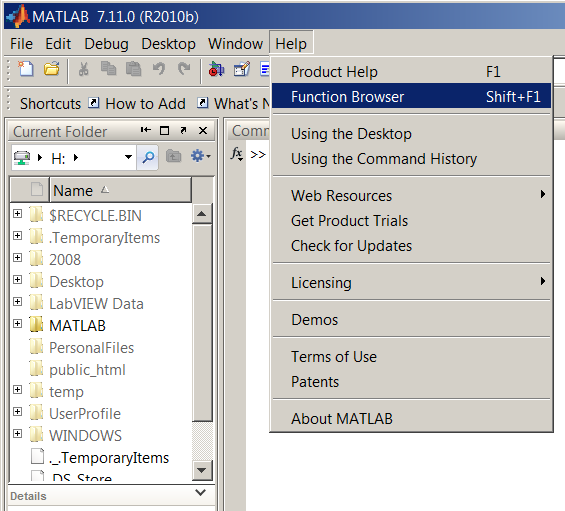 MATLAB 7.11.0 (R2010b)
File Edit Debug Desktop Window Help
Shortcuts How to Add What's N
Current Folder
H:
Name
$RECYCLE.BIN
.TemporaryItems
2008
Desktop
LabVIEW Data
MATLAB
PersonalFiles
public_html
temp
UserProfile
WINDOWS
._.TemporaryItems
.DS_Store
Details
Comm
fx >>
Product Help F1
Function Browser Shift+F1
Using the Desktop
Using the Command History
Web Resources
Get Product Trials
Check for Updates
Licensing
Demos
Terms of Use
Patents
About MATLAB